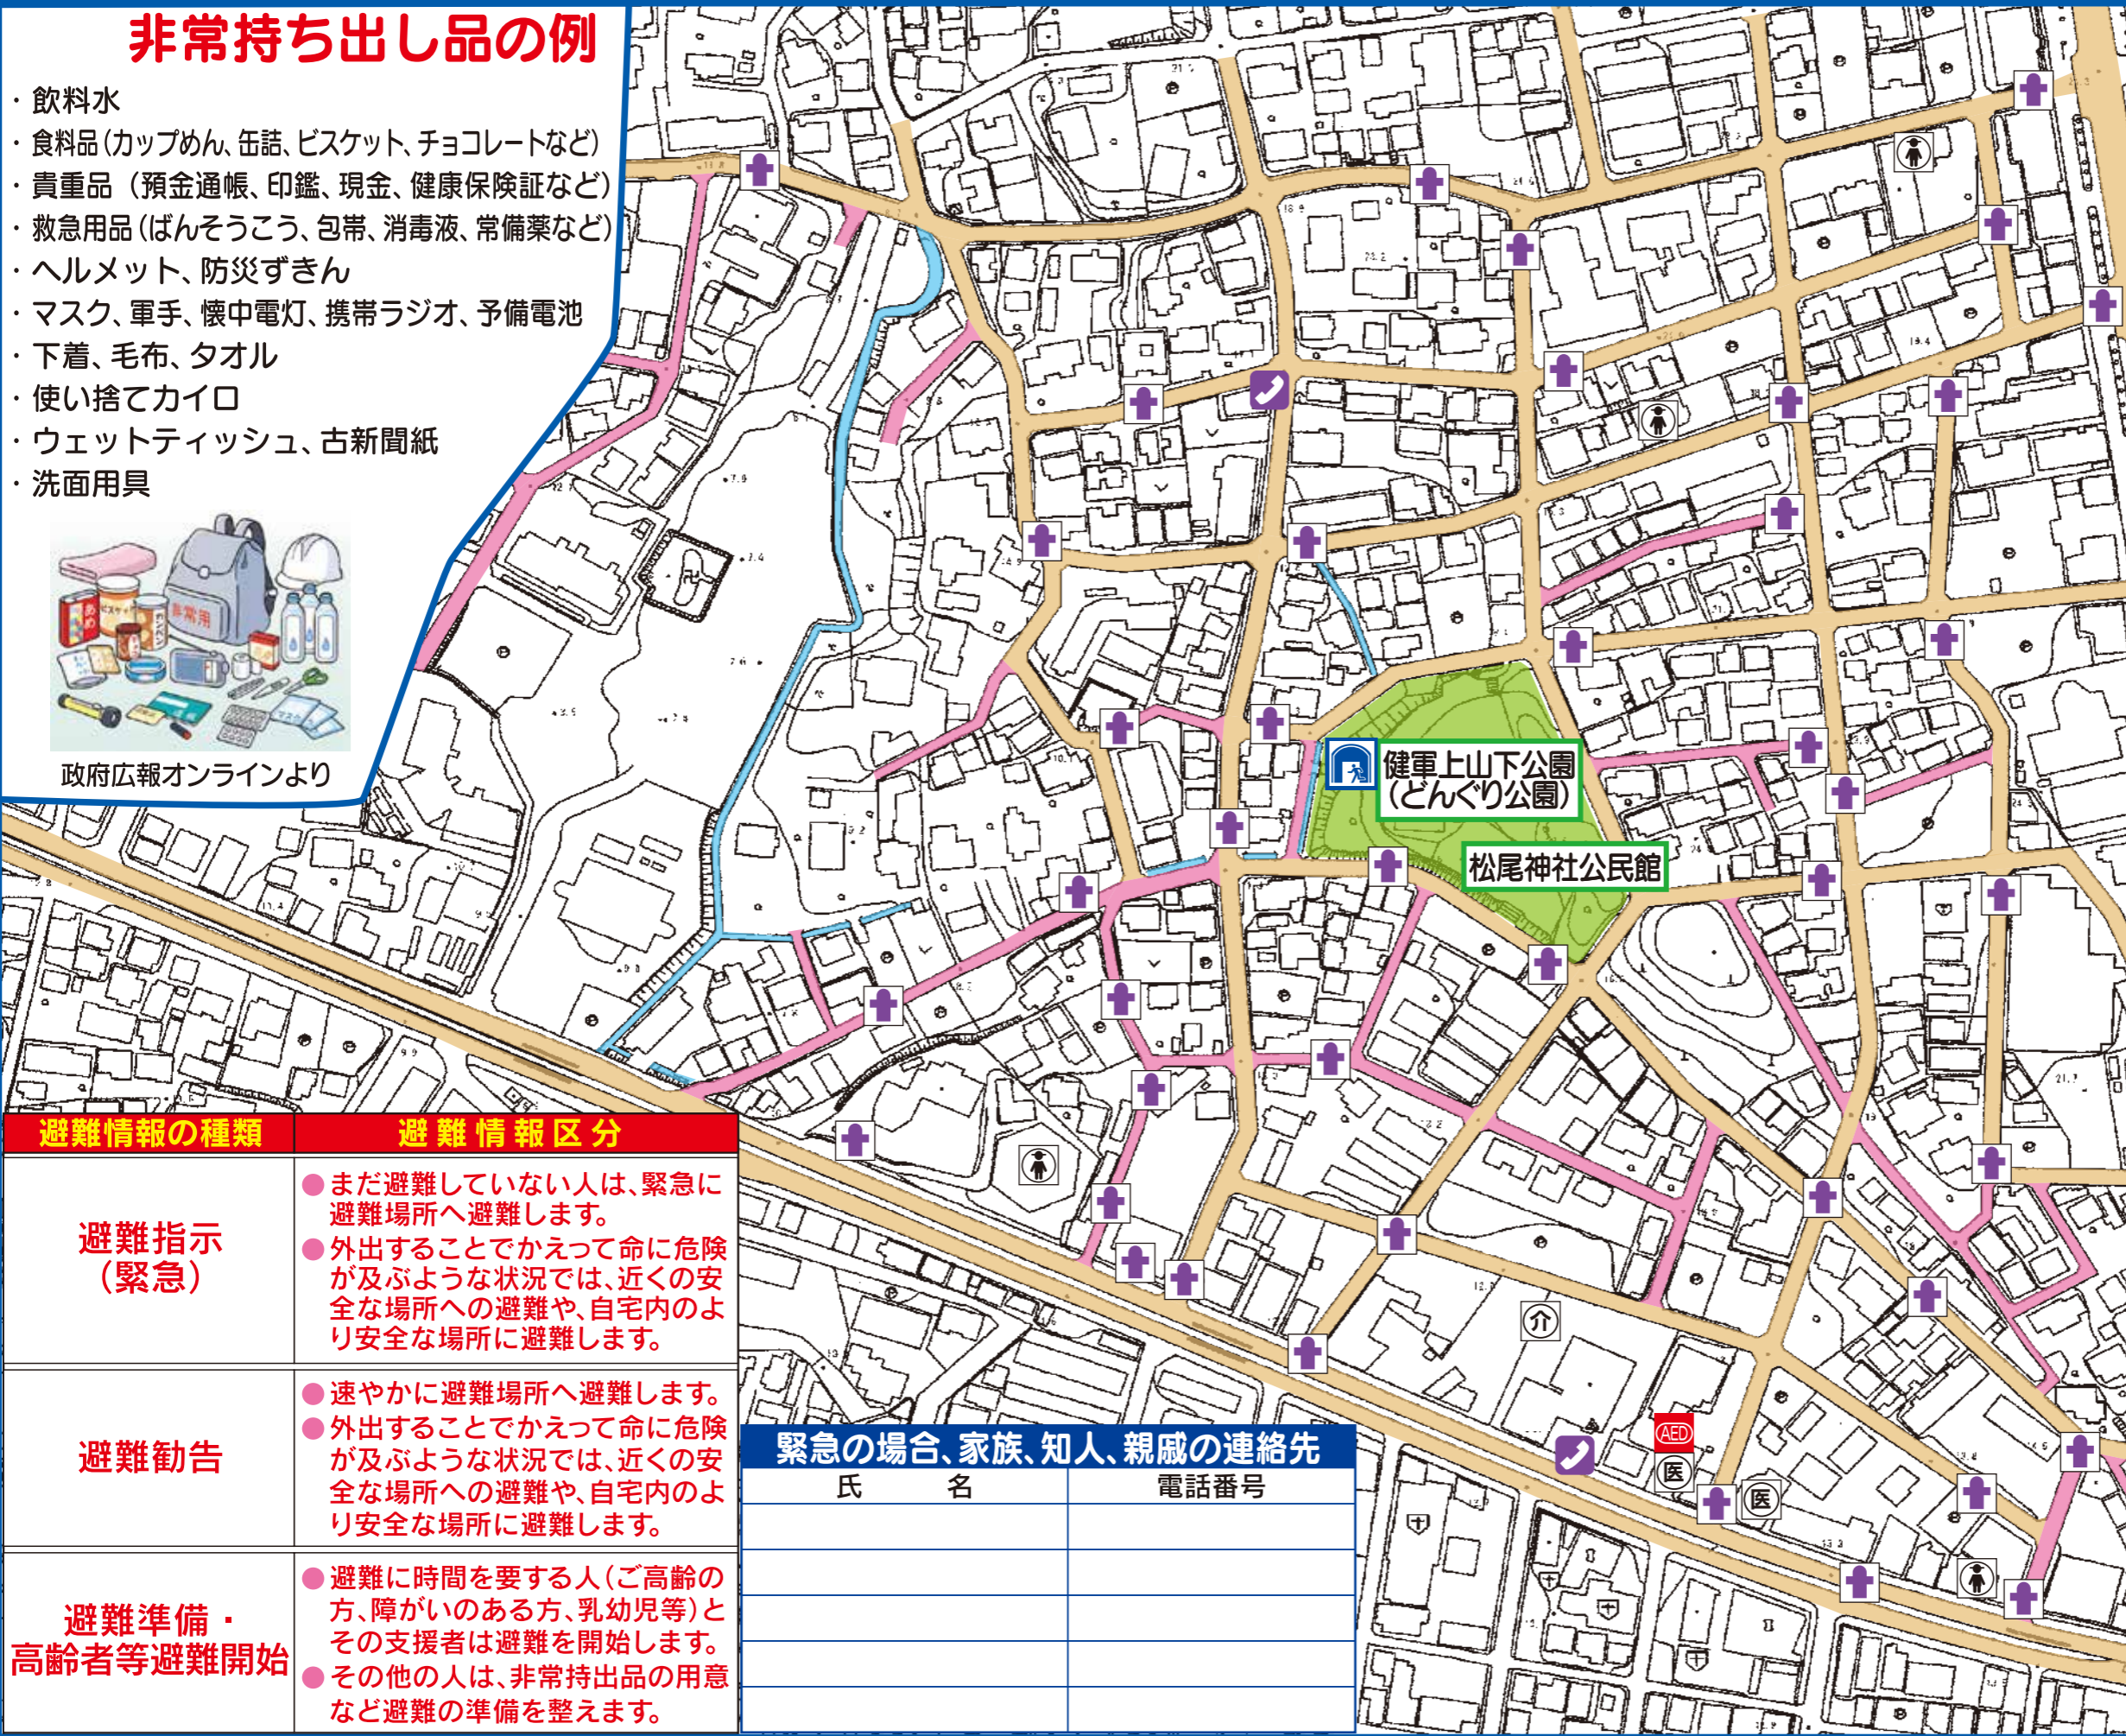 非常持ち出し品の例
・飲料水
・食料品(カップめん、缶詰、ビスケット、チョコレートなど)
・貴重品 (預金通帳、印鑑、現金、健康保険証など)
・救急用品(ばんそうこう、包帯、消毒液、常備薬など)
・ヘルメット、防災ずきん
・マスク、軍手、懐中電灯、携帯ラジオ、予備電池
・下着、毛布、タオル
・使い捨てカイロ
・ウェットティッシュ、古新聞紙
・洗面用具
非常用
政府広報オンラインより
健軍上山下公園
(どんぐり公園)
松尾神社公民館
介
AED
医
医
避難情報の種類 避難情報区分
避難指示
(緊急)
●まだ避難していない人は、緊急に
避難場所へ避難します。
●外出することでかえって命に危険
が及ぶような状況では、近くの安
全な場所への避難や、自宅内のよ
り安全な場所に避難します。
避難勧告
●速やかに避難場所へ避難します。
●外出することでかえって命に危険
が及ぶような状況では、近くの安
全な場所への避難や、自宅内のよ
り安全な場所に避難します。
避難準備・
高齢者等避難開始
●避難に時間を要する人(ご高齢の
方、障がいのある方、乳幼児等)と
その支援者は避難を開始します。
●その他の人は、非常持出品の用意
など避難の準備を整えます。
緊急の場合、家族、知人、親戚の連絡先
氏 名 電話番号